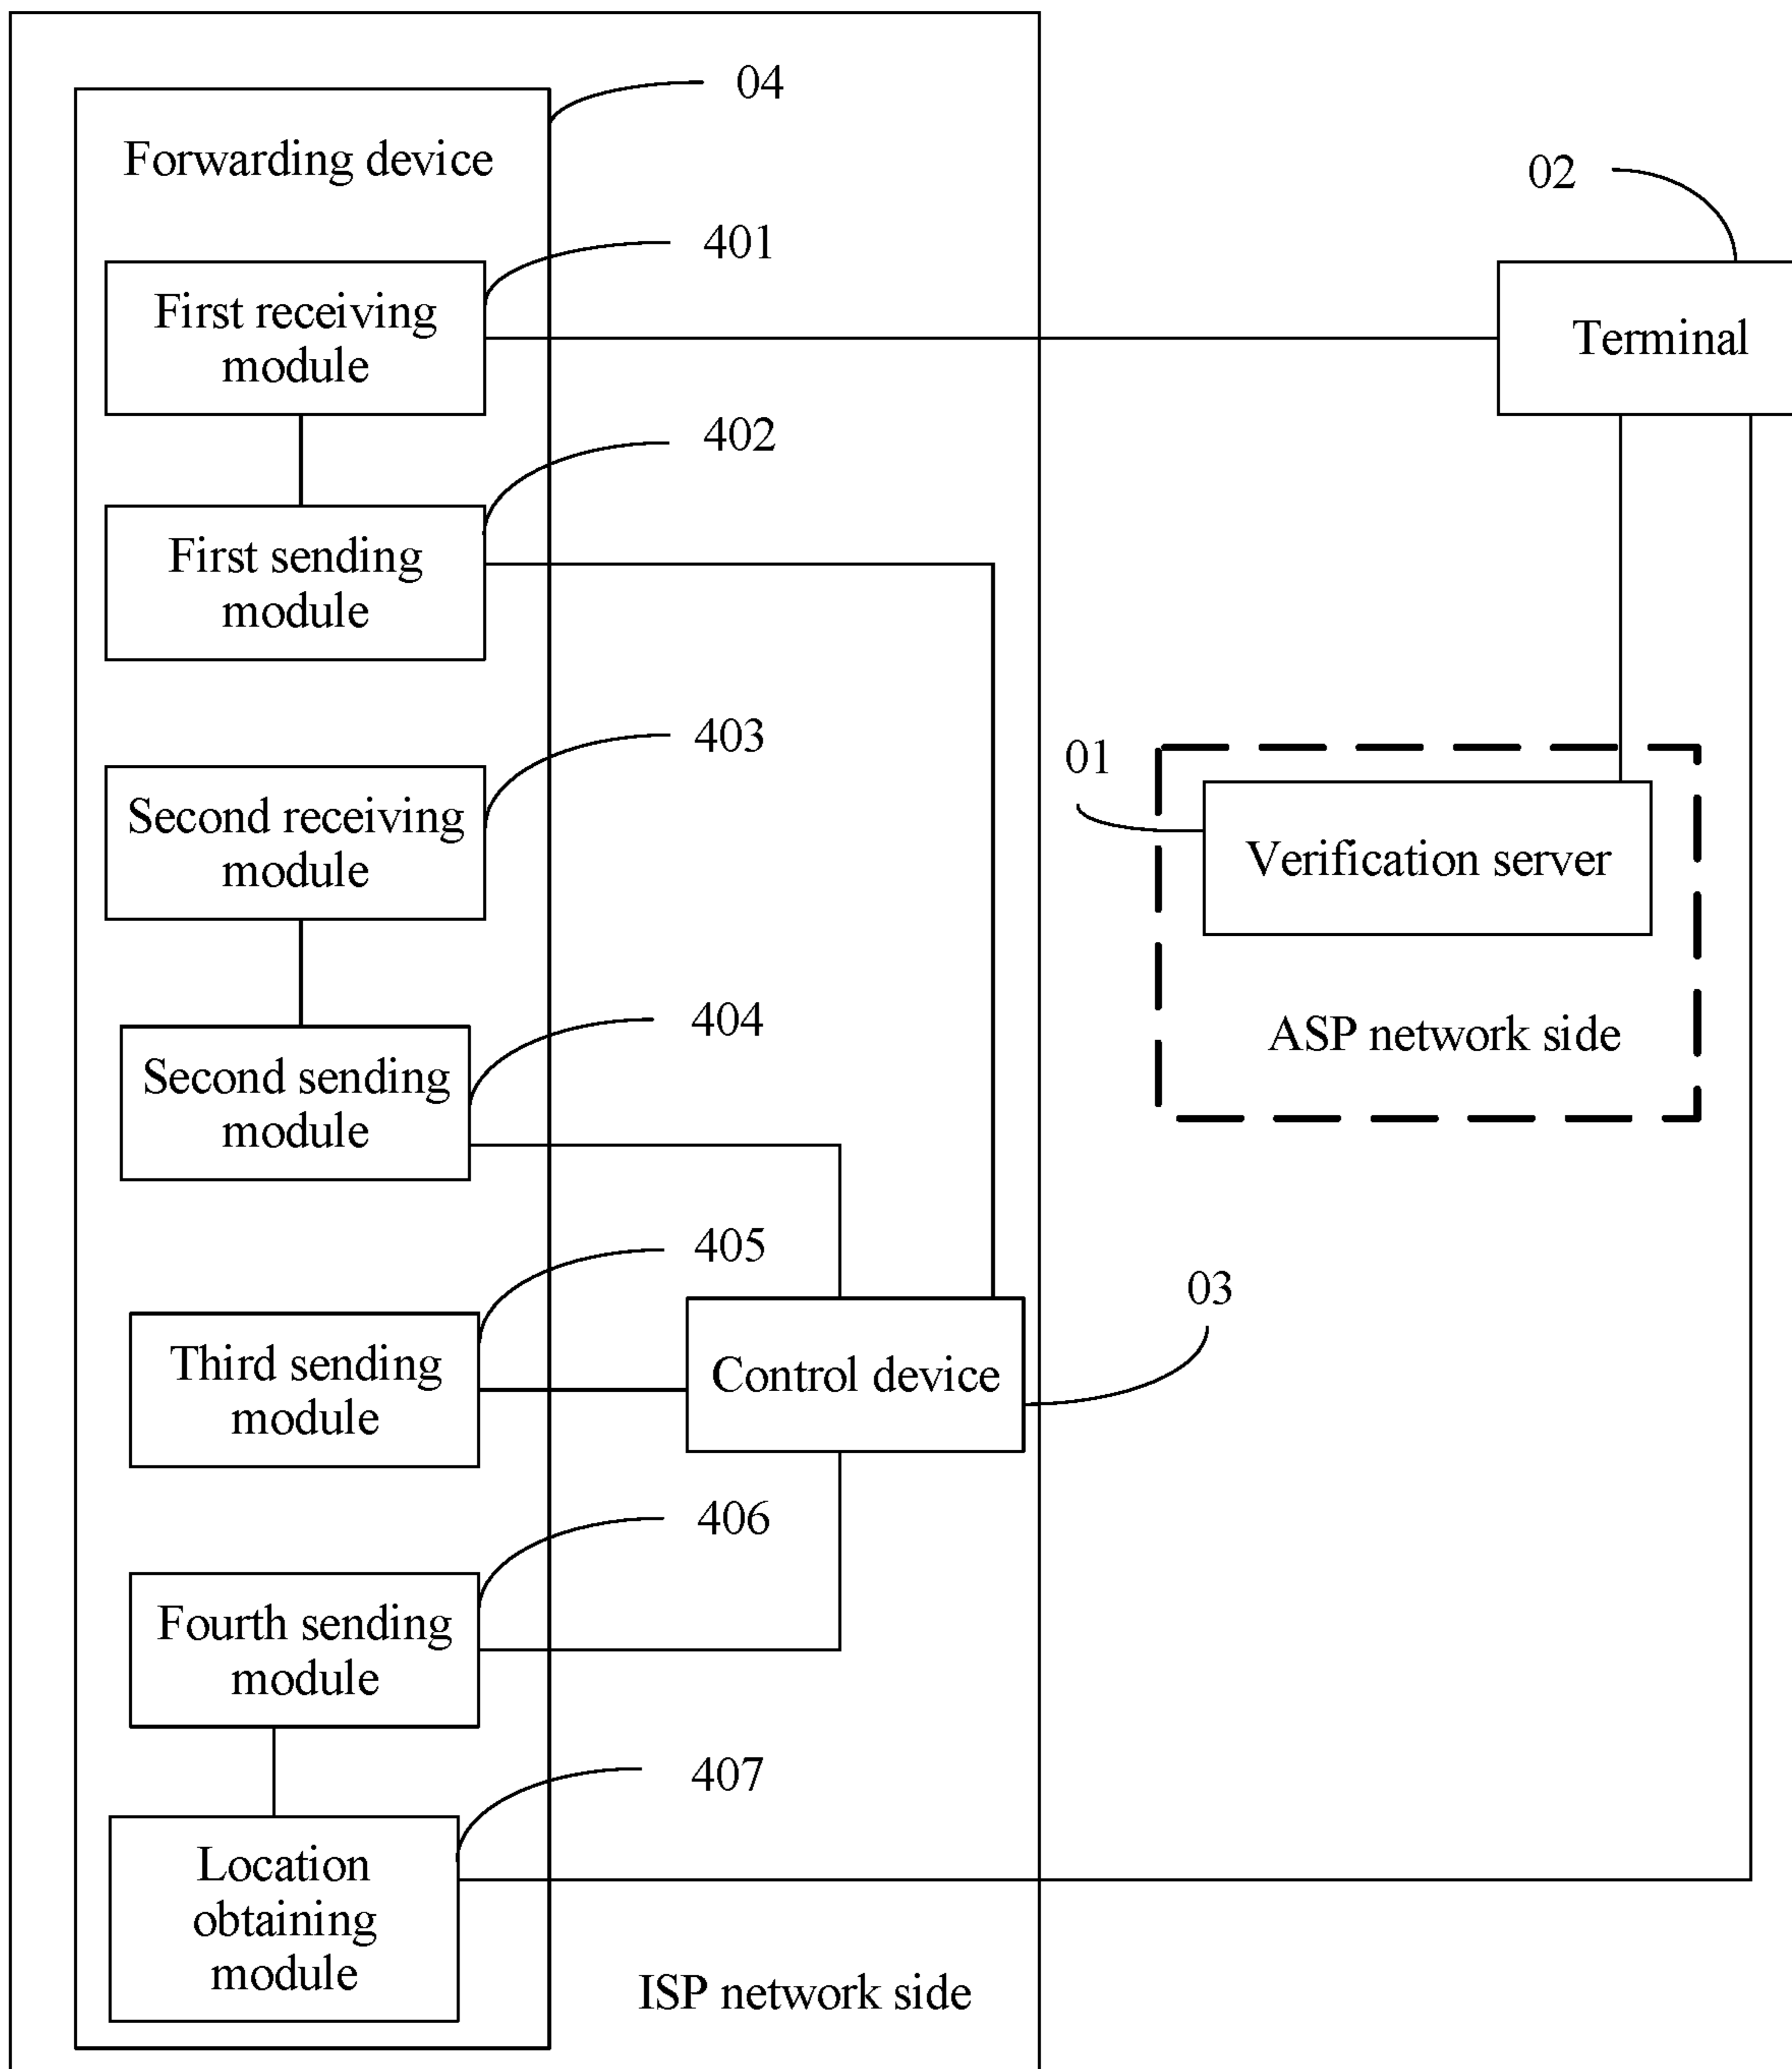 04
Forwarding device
02
401
First receiving
module
Terminal
402
First sending
module
403
01
Second receiving
module
Verification server
404
ASP network side
Second sending
module
405
03
Third sending
module
Control device
406
Fourth sending
module
407
Location
obtaining
module
ISP network side